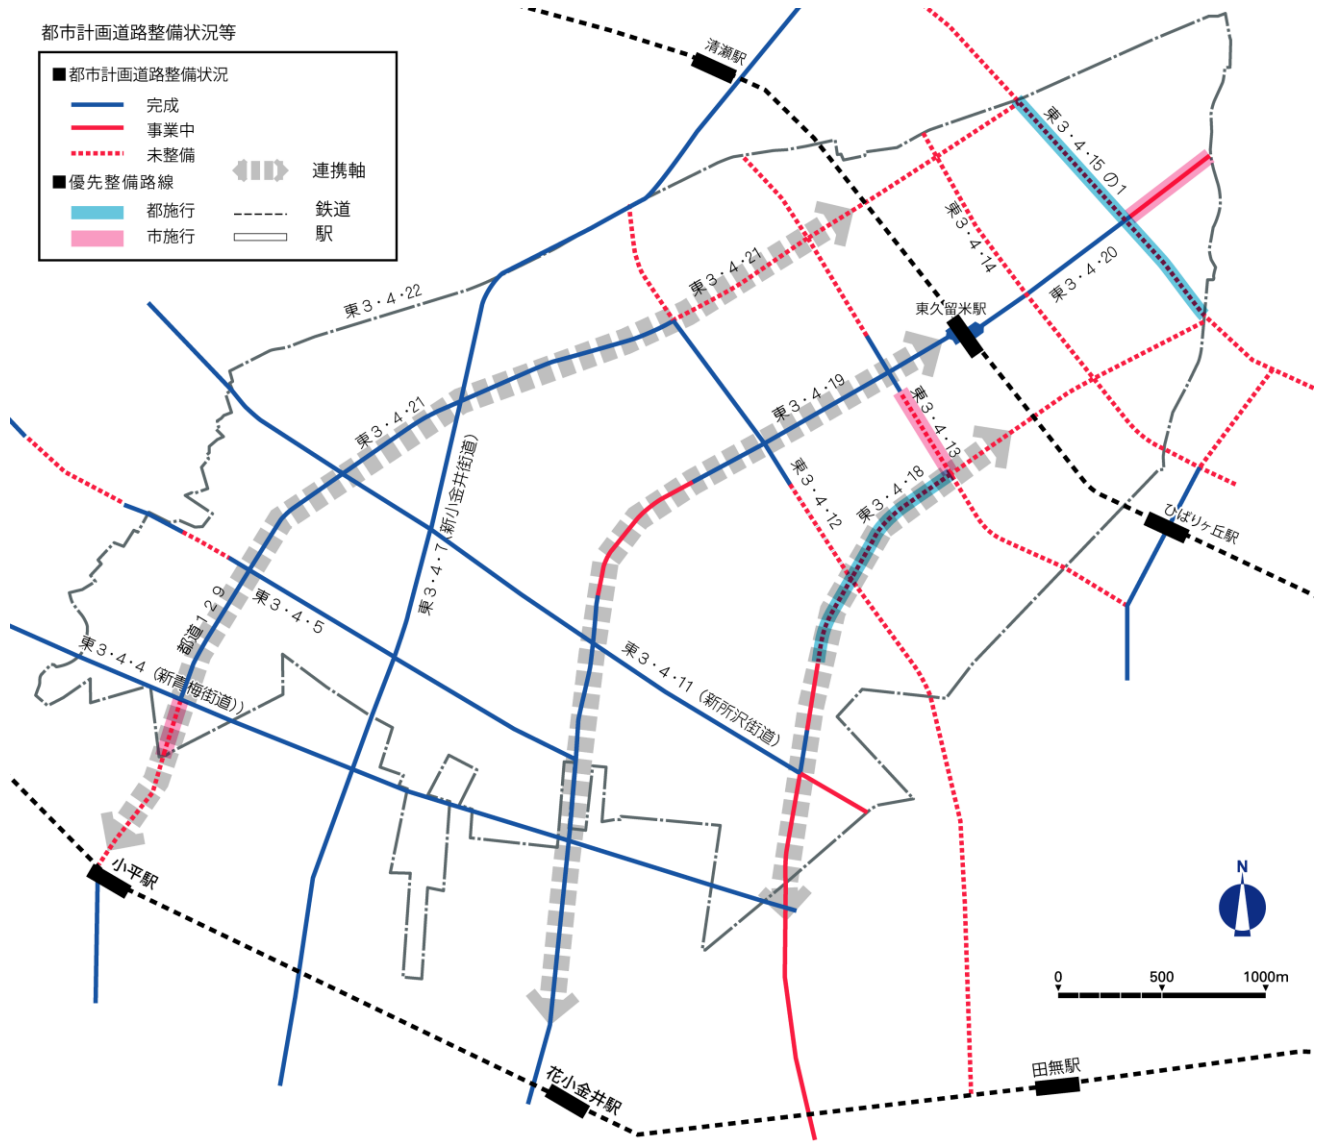 都市計画道路整備状況等
■都市計画道路整備状況
完成
事業中
未整備
■優先整備路線
都施行
市施行
連携軸
鉄道
駅
清瀬駅
東3・4・15 の1
東3・4・14
東3・4・20
東3・4・21
東3・4・22
東久留米駅
東3・4・19
東3・4・21
東3・4・13
東3・4・18
東3・4・12
東3・4・7（新小金井街道）
ひばりヶ丘駅
都道129
東3・4・5
東3・4・4（新青梅街道））
東3・4・11（新所沢街道）
小平駅
花小金井駅
田無駅
N
0 500 1000m